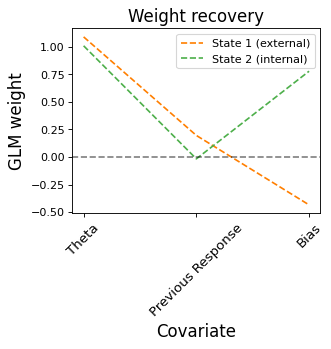 Weight recovery
State 1 (external)
State 2 (internal)
GLM weight
1.00
0.75
0.50
0.25
0.00
−0.25
−0.50
Theta
Previous Response
Bias
Covariate